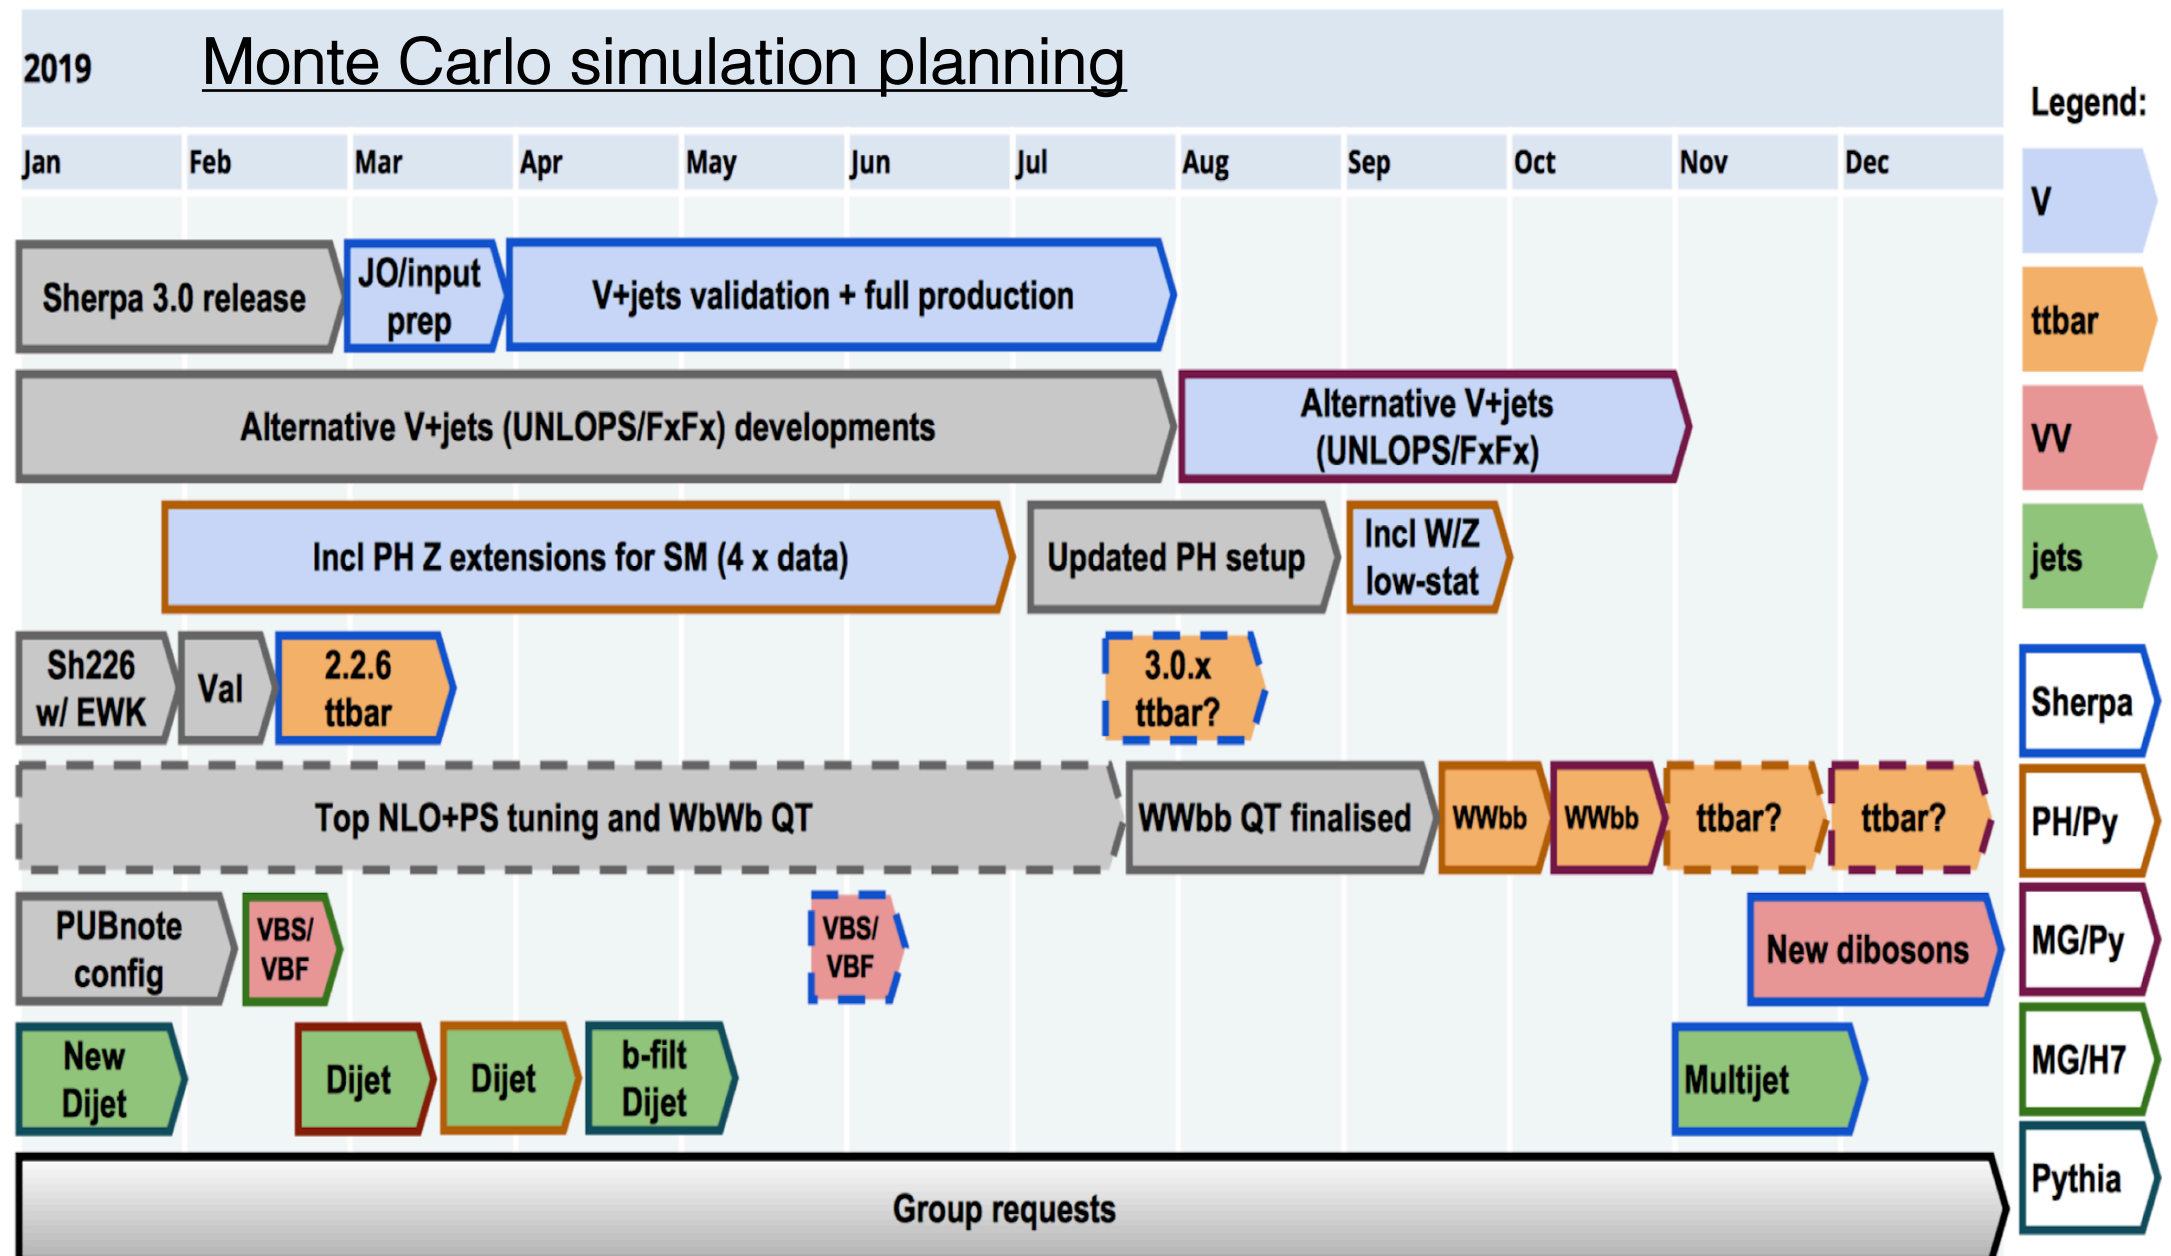 2019
Monte Carlo simulation planning
Jan Feb Mar Apr May Jun Jul Aug Sep Oct Nov Dec
Sherpa 3.0 release
JO/input
prep
V+jets validation + full production
Alternative V+jets (UNLOPS/FxFx) developments
Alternative V+jets
(UNLOPS/FxFx)
Incl PH Z extensions for SM (4 x data)
Updated PH setup
Incl W/Z
low-stat
Sh226
w/ EWK
Val
2.2.6
ttbar
3.0.x
ttbar?
Top NLO+PS tuning and WbWb QT
WWbb QT finalised
WWbb
WWbb
ttbar?
ttbar?
PUBnote
config
VBS/
VBF
VBS/
VBF
New dibosons
New
Dijet
Dijet
Dijet
b-filt
Dijet
Multijet
Group requests
Legend:
V
ttbar
VV
jets
Sherpa
PH/Py
MG/Py
MG/H7
Pythia